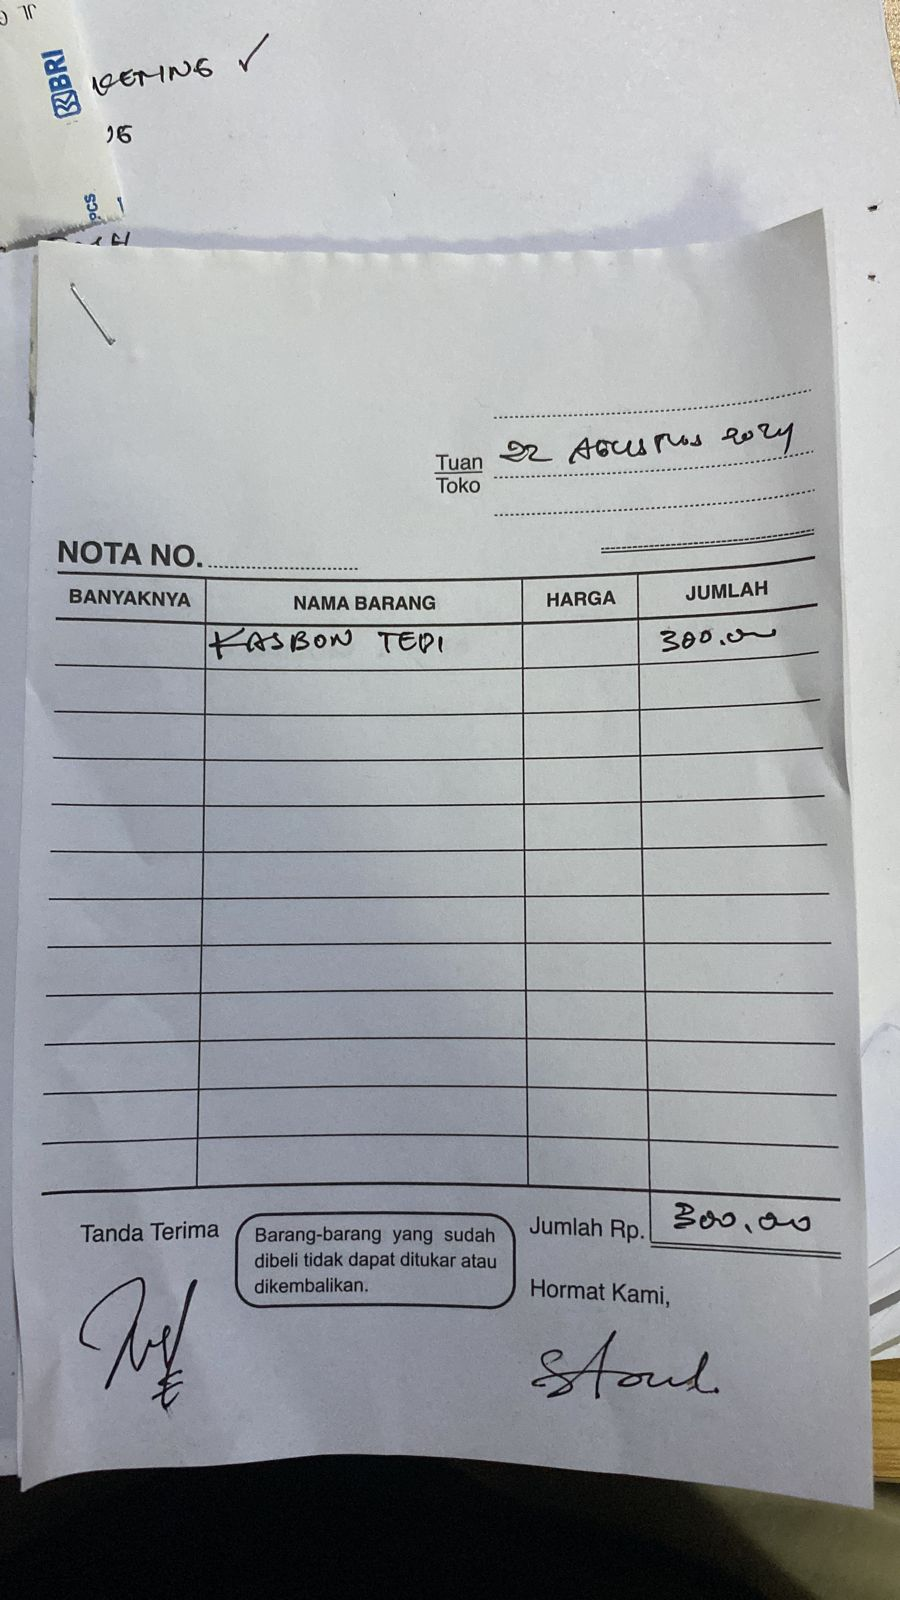 BRI
KETING ✓
PCS
22 AGUSTUS 2024
Tuan
Toko
NOTA NO.
BANYAKNYA NAMA BARANG HARGA JUMLAH
KASBON TEDI 300.00
Tanda Terima
Barang-barang yang sudah
dibeli tidak dapat ditukar atau
dikembalikan.
Jumlah Rp. 300.00
Hormat Kami,